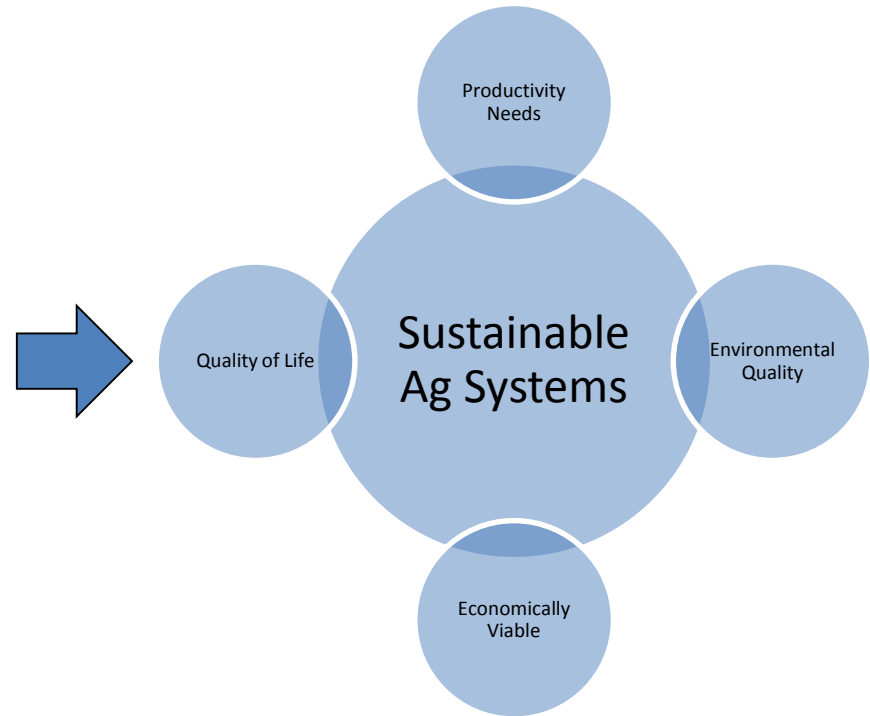 Productivity
Needs
Quality of Life
Sustainable
Ag Systems
Environmental
Quality
Economically
Viable